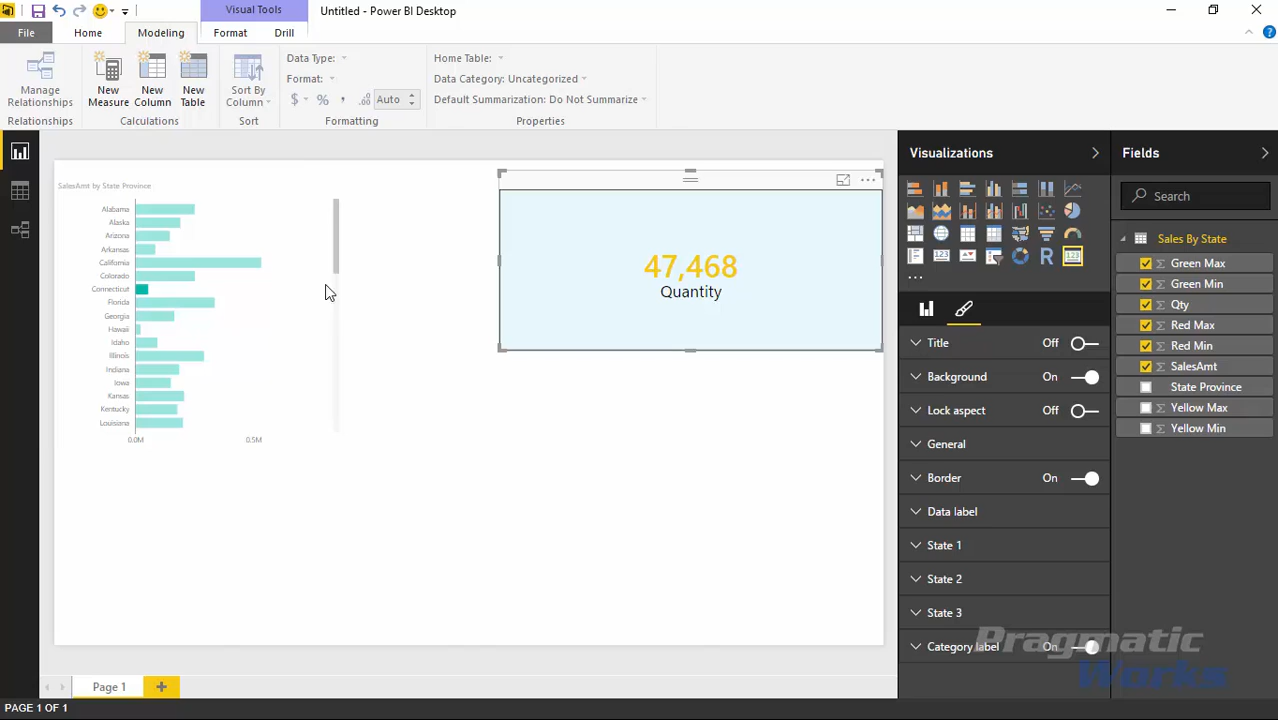 Visual Tools
Untitled - Power BI Desktop
File
Home
Modeling
Format
Drill
Manage
Relationships
New
Measure
New
Column
New
Table
Sort By
Column
Data Type:
Format:
$ % , .00 Auto
Home Table:
Data Category: Uncategorized
Default Summarization: Do Not Summarize
Relationships
Calculations
Sort
Formatting
Properties
SalesAmt by State Province
Alabama
Alaska
Arizona
Arkansas
California
Colorado
Connecticut
Florida
Georgia
Hawaii
Idaho
Illinois
Indiana
Iowa
Kansas
Kentucky
Louisiana
0.0M 0.5M
47,468
Quantity
Visualizations
Title Off
Background On
Lock aspect Off
General
Border On
Data label
State 1
State 2
State 3
Category label On
Fields
Search
Sales By State
Green Max
Green Min
Qty
Red Max
Red Min
SalesAmt
State Province
Yellow Max
Yellow Min
Pragmatic
Works
Page 1
PAGE 1 OF 1